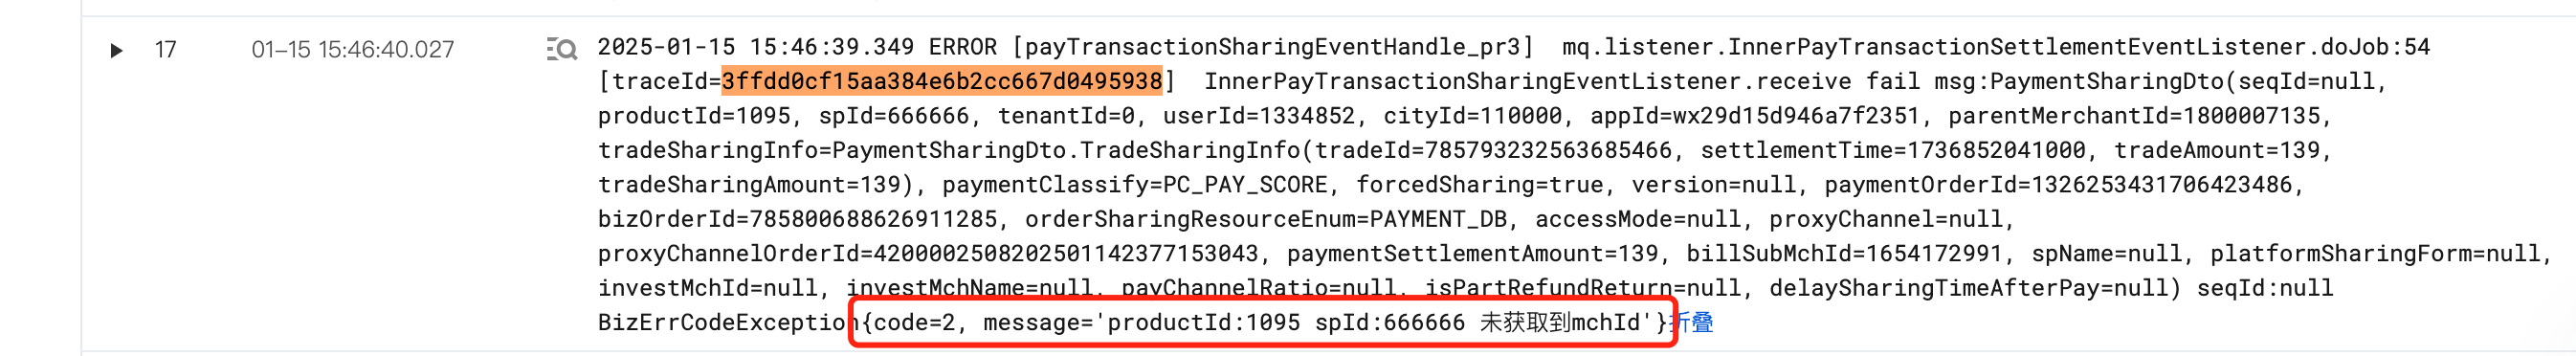 17 01-15 15:46:40.027 2025-01-15 15:46:39.349 ERROR [payTransactionSharingEventHandle_pr3] mq.listener.InnerPayTransactionSettlementEventListener.doJob:54
[traceId=3ffdd0cf15aa384e6b2cc667d0495938] InnerPayTransactionSharingEventListener.receive fail msg:PaymentSharingDto(seqId=null,
productId=1095, spId=666666, tenantId=0, userId=1334852, cityId=110000, appId=wx29d15d946a7f2351, parentMerchantId=1800007135,
tradeSharingInfo=PaymentSharingDto.TradeSharingInfo(tradeId=785793232563685466, settlementTime=1736852041000, tradeAmount=139,
tradeSharingAmount=139), paymentClassify=PC_PAY_SCORE, forcedSharing=true, version=null, paymentOrderId=1326253431706423486,
bizOrderId=785800688626911285, orderSharingResourceEnum=PAYMENT_DB, accessMode=null, proxyChannel=null,
proxyChannelOrderId=4200002508202501142377153043, paymentSettlementAmount=139, billSubMchId=1654172991, spName=null, platformSharingForm=null,
investMchId=null, investMchName=null, payChannelRatio=null, isPartRefundReturn=null, delaySharingTimeAfterPay=null) seqId:null
BizErrCodeException{code=2, message='productId:1095 spId:666666 未获取到mchId'}折叠